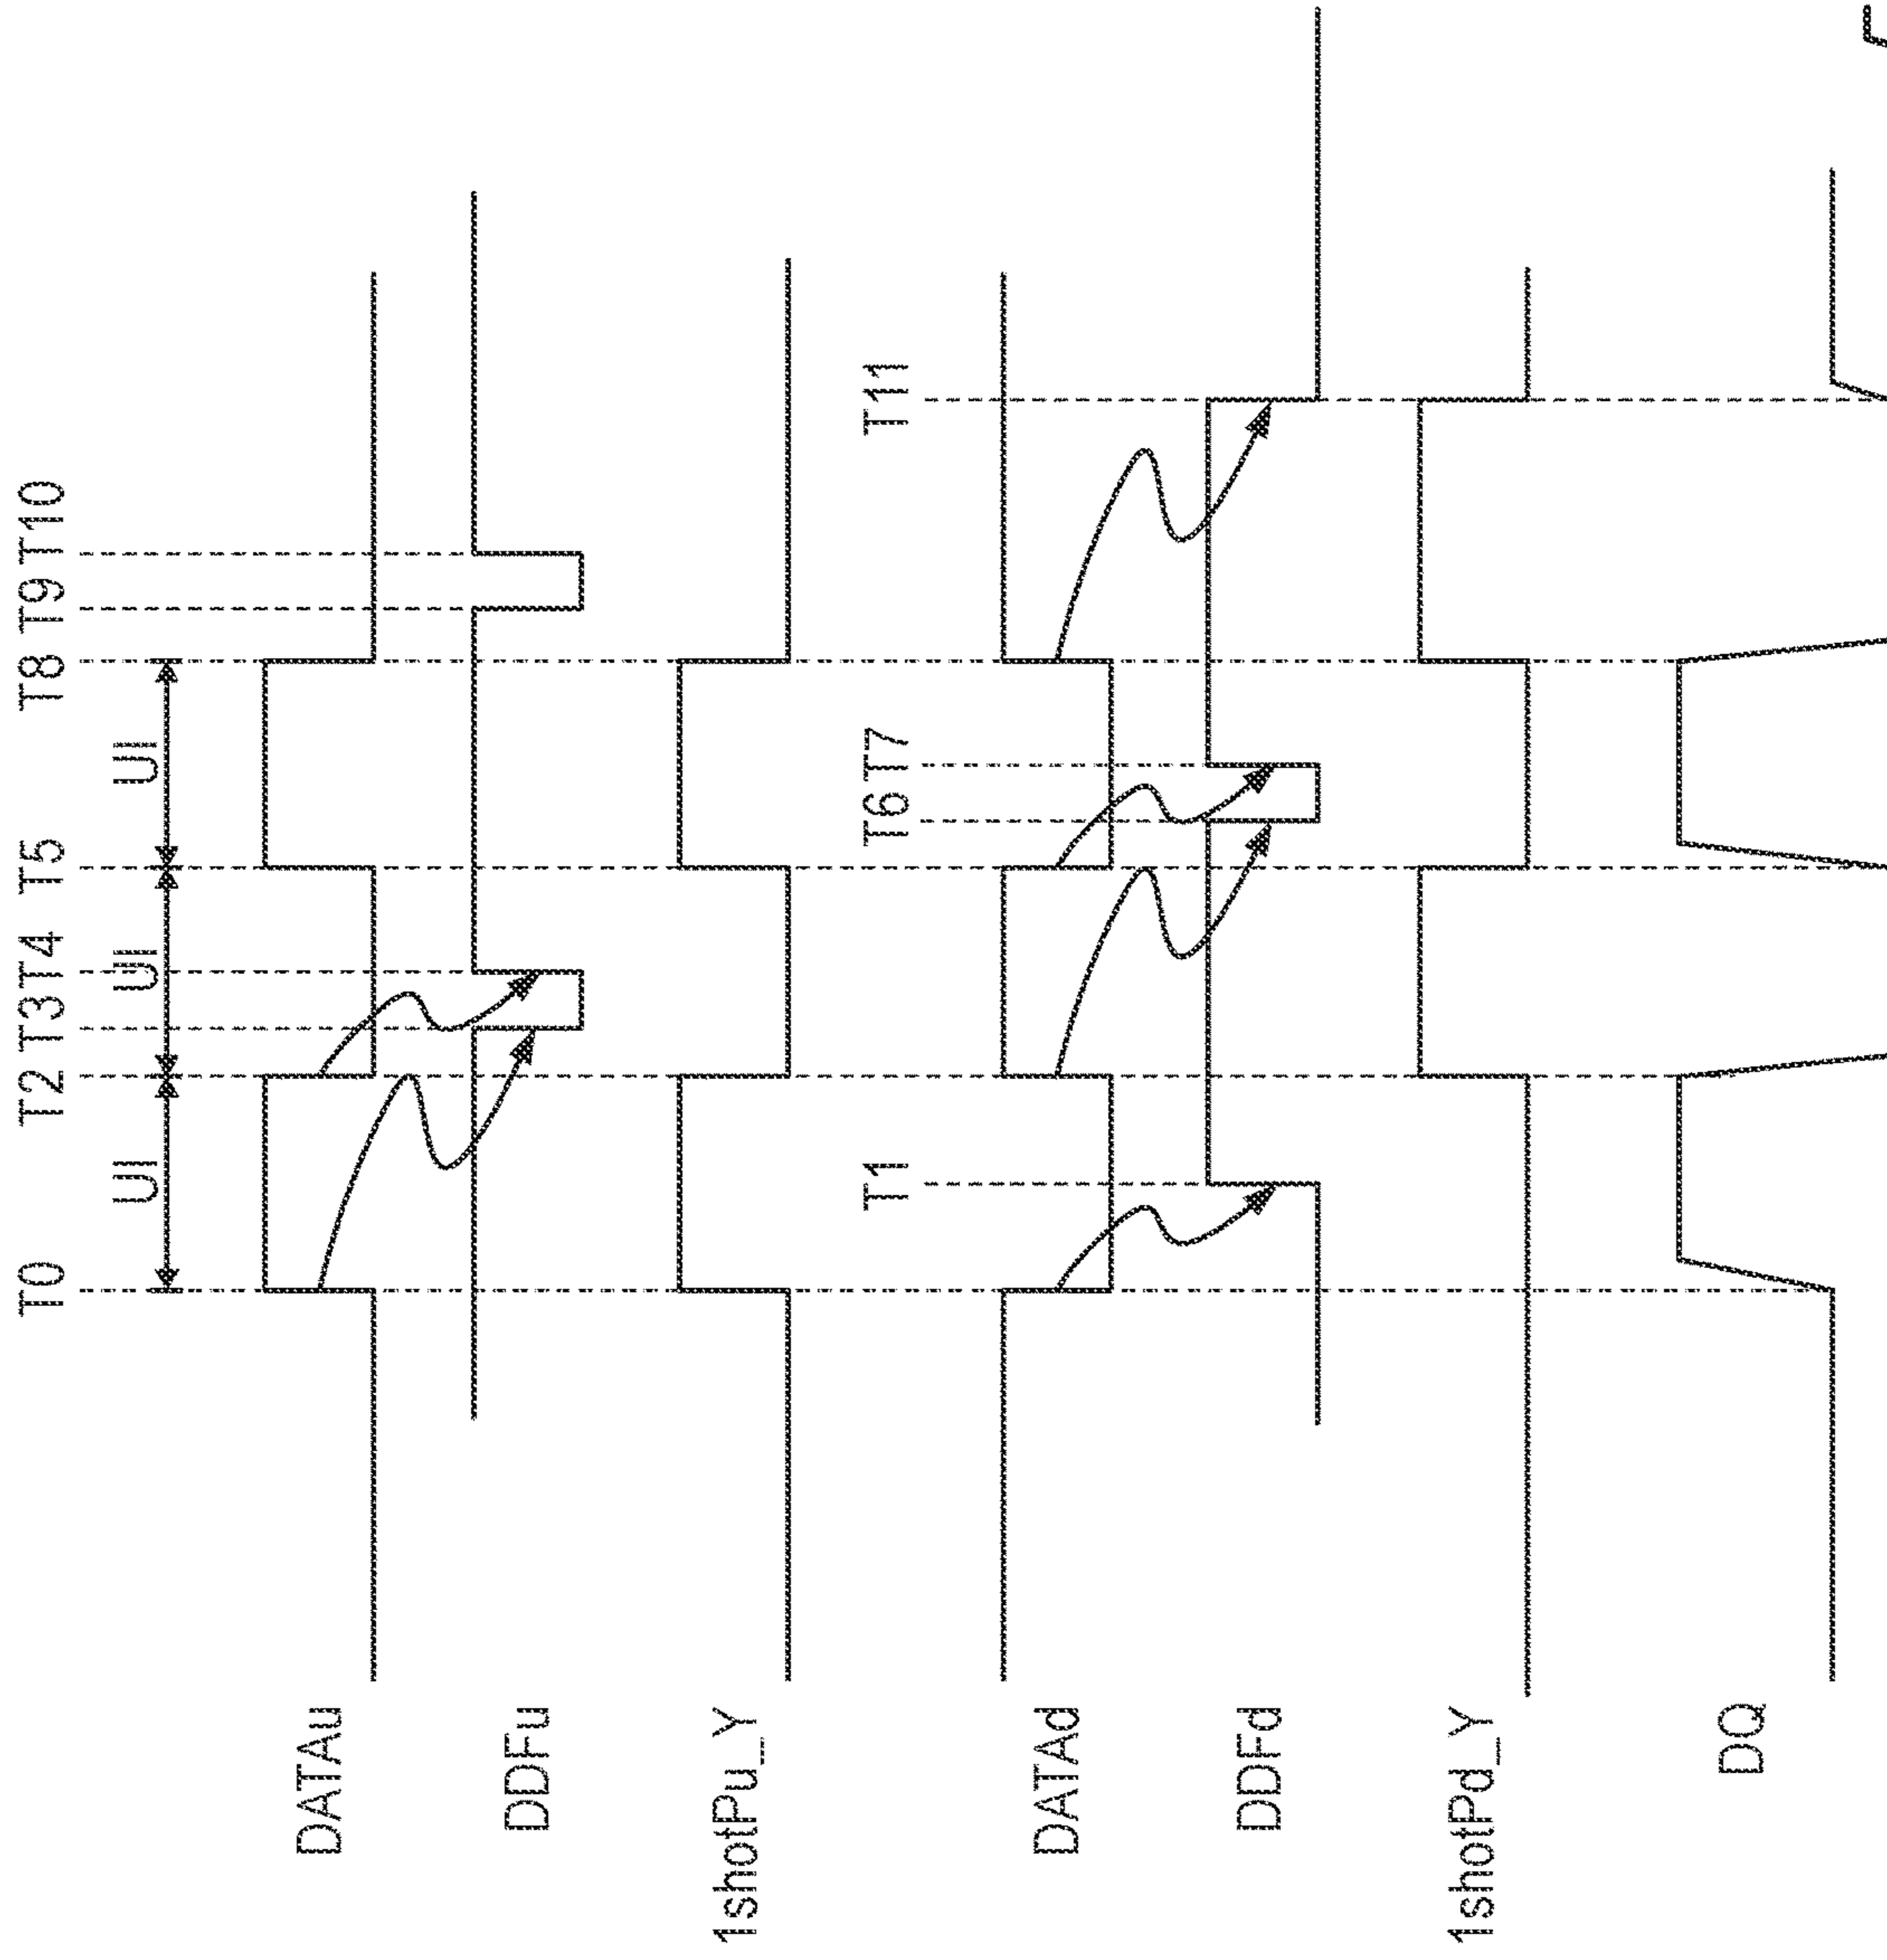 T0 T2 T3 T4 T5 T8 T9 T10
UI UI UI
DATAu
DDFu
1shotPu_Y
T1 T6 T7 T11
DATAd
DDFd
1shotPd_Y
DQ